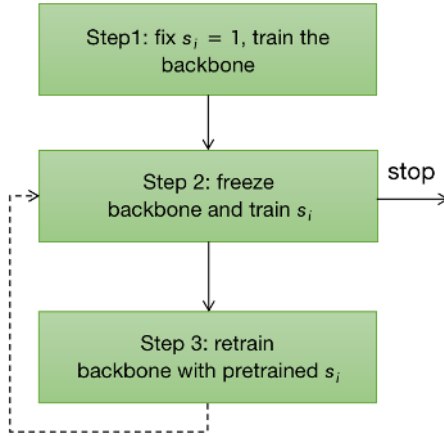 Step1: fix s_i = 1, train the
backbone
Step 2: freeze
backbone and train s_i
stop
Step 3: retrain
backbone with pretrained s_i